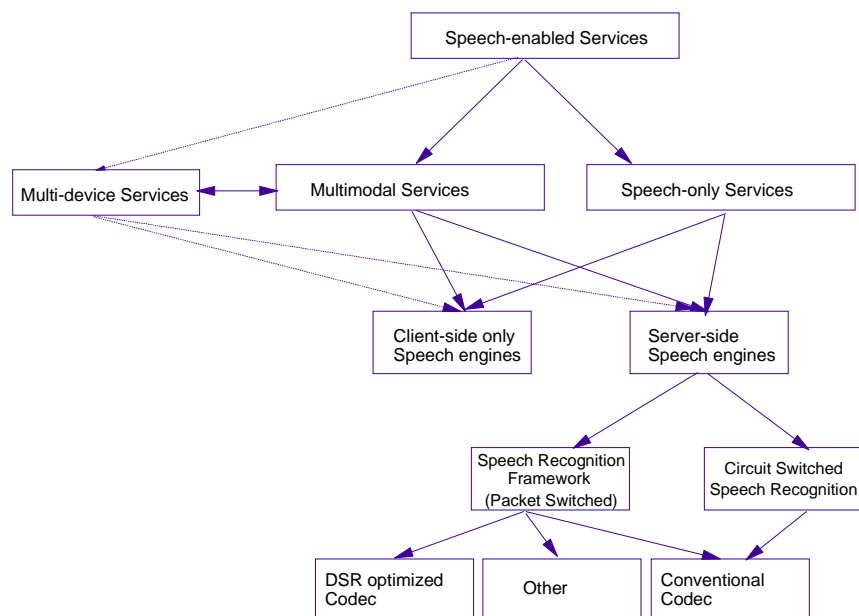 Speech-enabled Services
Multi-device Services
Multimodal Services
Speech-only Services
Client-side only
Speech engines
Server-side
Speech engines
Speech Recognition
Framework
(Packet Switched)
Circuit Switched
Speech Recognition
DSR optimized
Codec
Other
Conventional
Codec